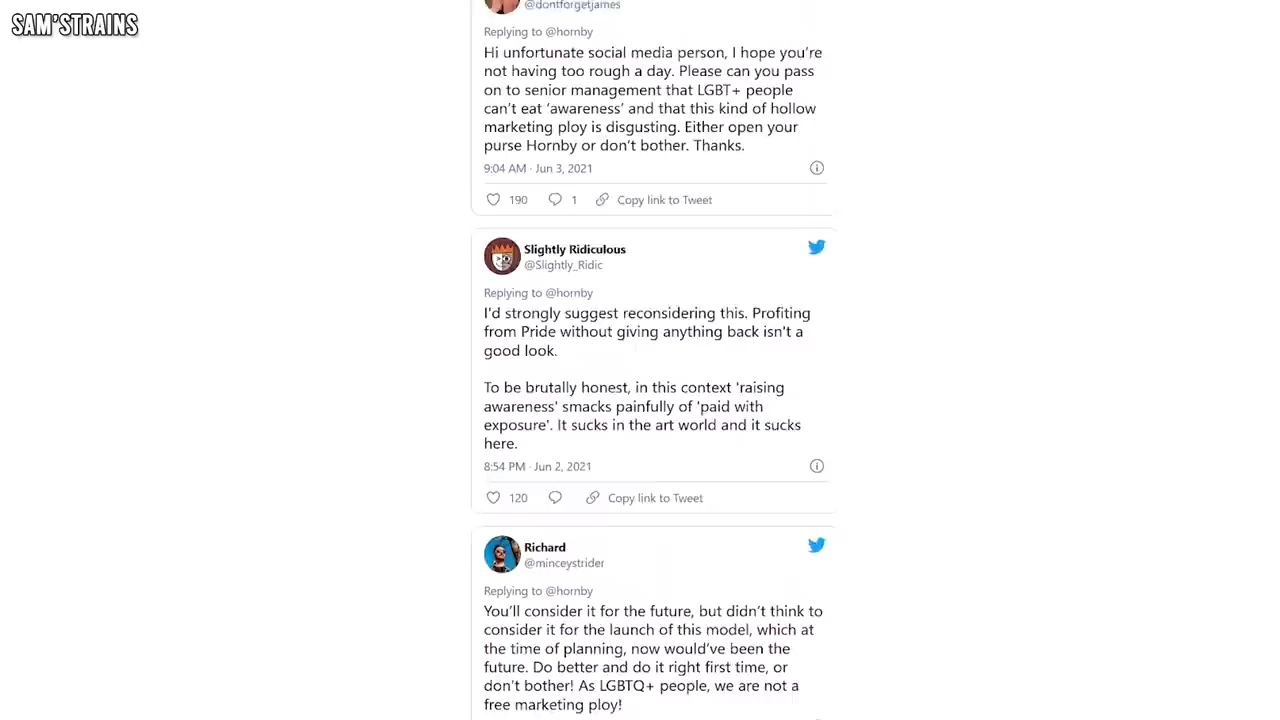 SAM'STRAINS
@dontforgetjames
Replying to @hornby
Hi unfortunate social media person, I hope you're
not having too rough a day. Please can you pass
on to senior management that LGBT+ people
can't eat 'awareness' and that this kind of hollow
marketing ploy is disgusting. Either open your
purse Hornby or don't bother. Thanks.
9:04 AM · Jun 3, 2021
190 1 Copy link to Tweet
Slightly Ridiculous
@Slightly_Ridic
Replying to @hornby
I'd strongly suggest reconsidering this. Profiting
from Pride without giving anything back isn't a
good look.
To be brutally honest, in this context 'raising
awareness' smacks painfully of 'paid with
exposure'. It sucks in the art world and it sucks
here.
8:54 PM · Jun 2, 2021
120 Copy link to Tweet
Richard
@minceystrider
Replying to @hornby
You'll consider it for the future, but didn't think to
consider it for the launch of this model, which at
the time of planning, now would've been the
future. Do better and do it right first time, or
don't bother! As LGBTQ+ people, we are not a
free marketing ploy!